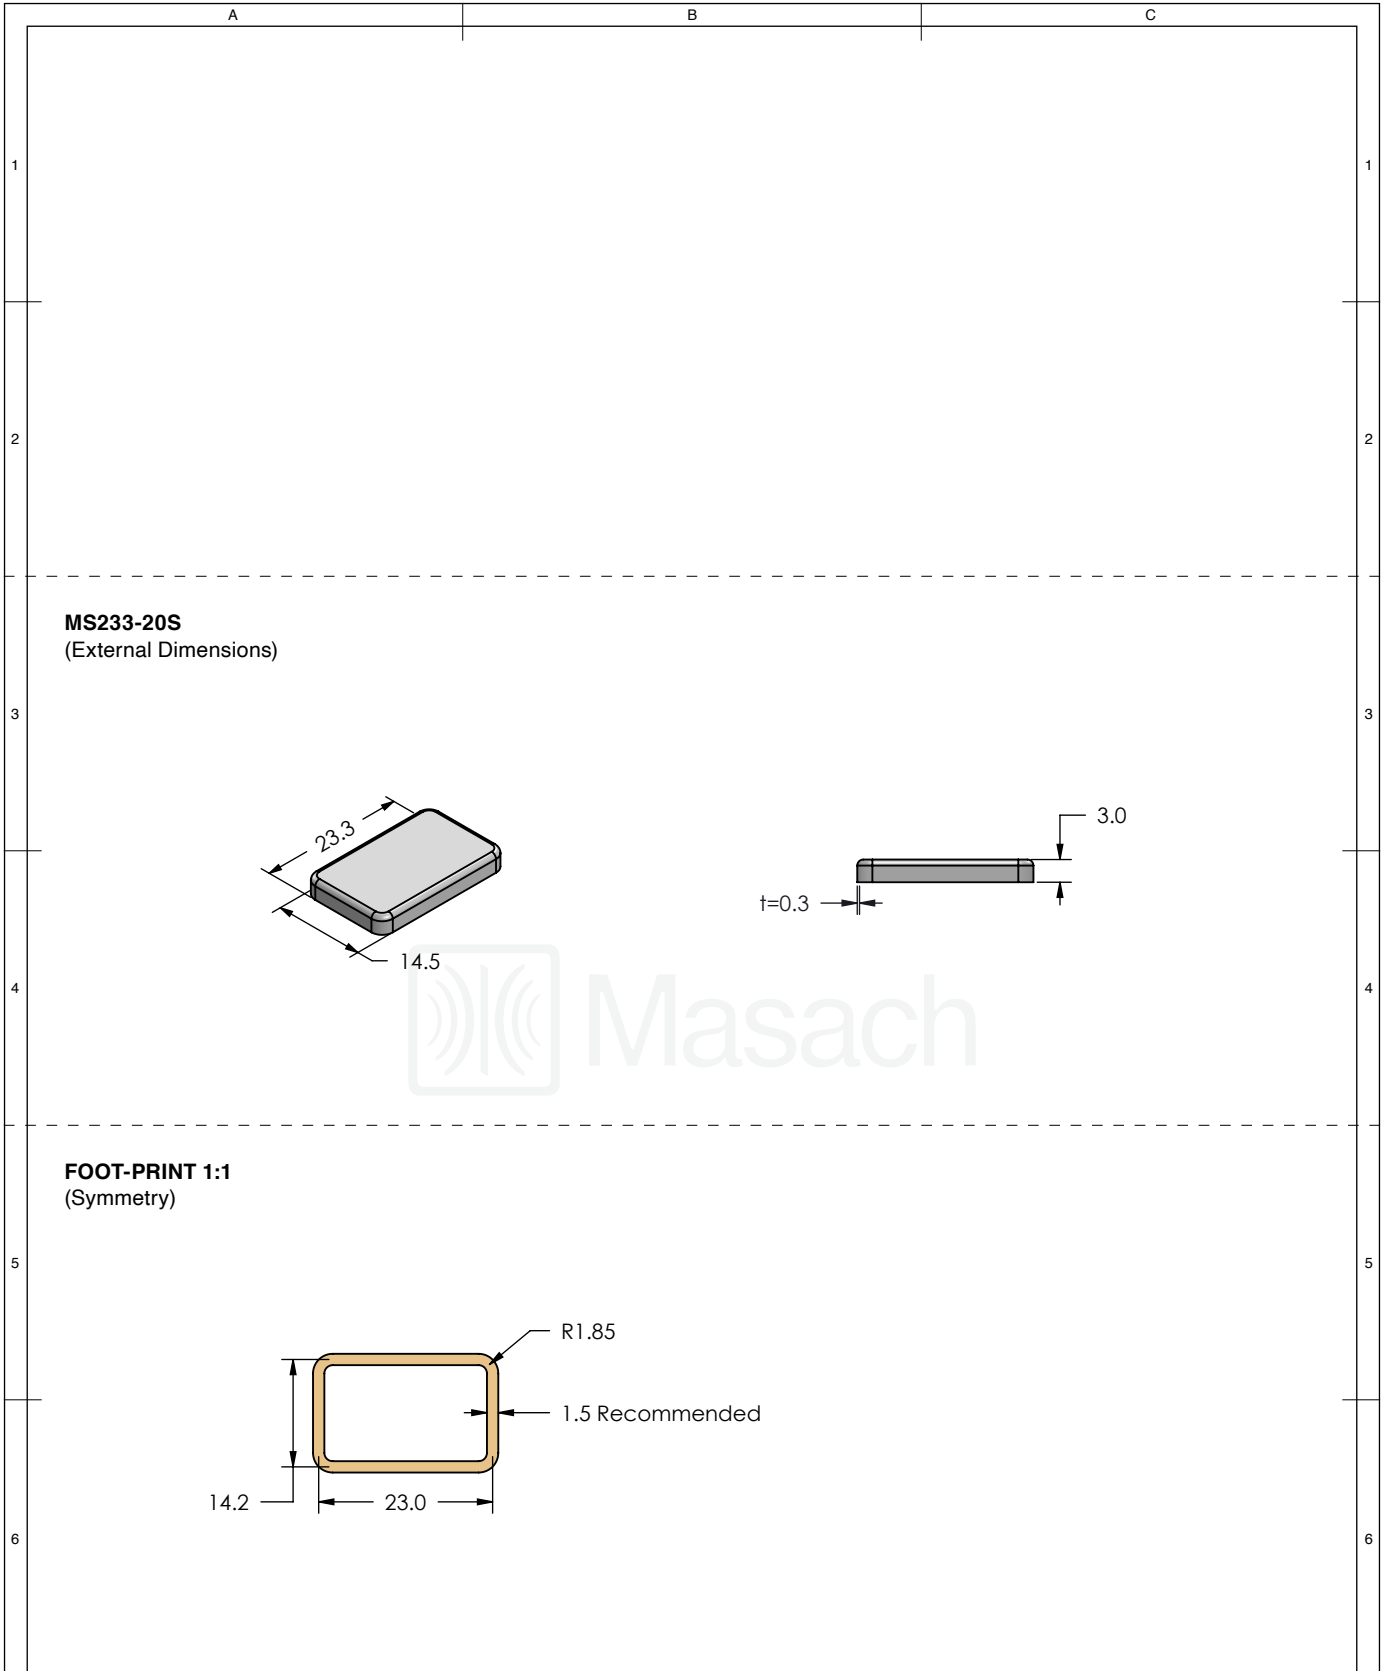 A B C
1 1
2 2
MS233-20S
(External Dimensions)
3 3
23.3
3.0
t=0.3
14.5
4 4
Masach
FOOT-PRINT 1:1
(Symmetry)
5 5
R1.85
1.5 Recommended
14.2 23.0
6 6